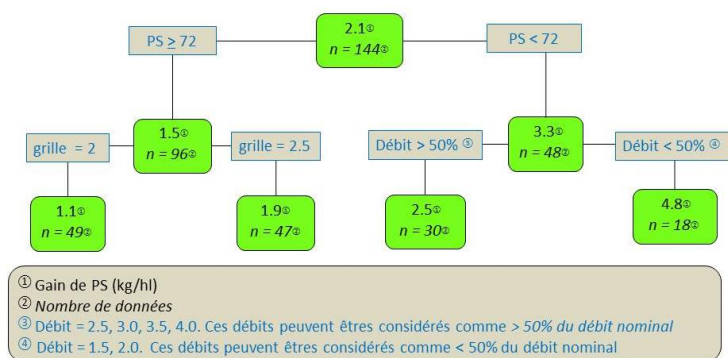 2.1①
n = 144②
PS ≥ 72
PS < 72
1.5①
n = 96②
3.3①
n = 48②
grille = 2
grille = 2.5
Débit > 50% ③
Débit < 50% ④
1.1①
n = 49②
1.9①
n = 47②
2.5①
n = 30②
4.8①
n = 18②
① Gain de PS (kg/hl)
② Nombre de données
③ Débit = 2.5, 3.0, 3.5, 4.0. Ces débits peuvent êtres considérés comme > 50% du débit nominal
④ Débit = 1.5, 2.0. Ces débits peuvent êtres considérés comme < 50% du débit nominal